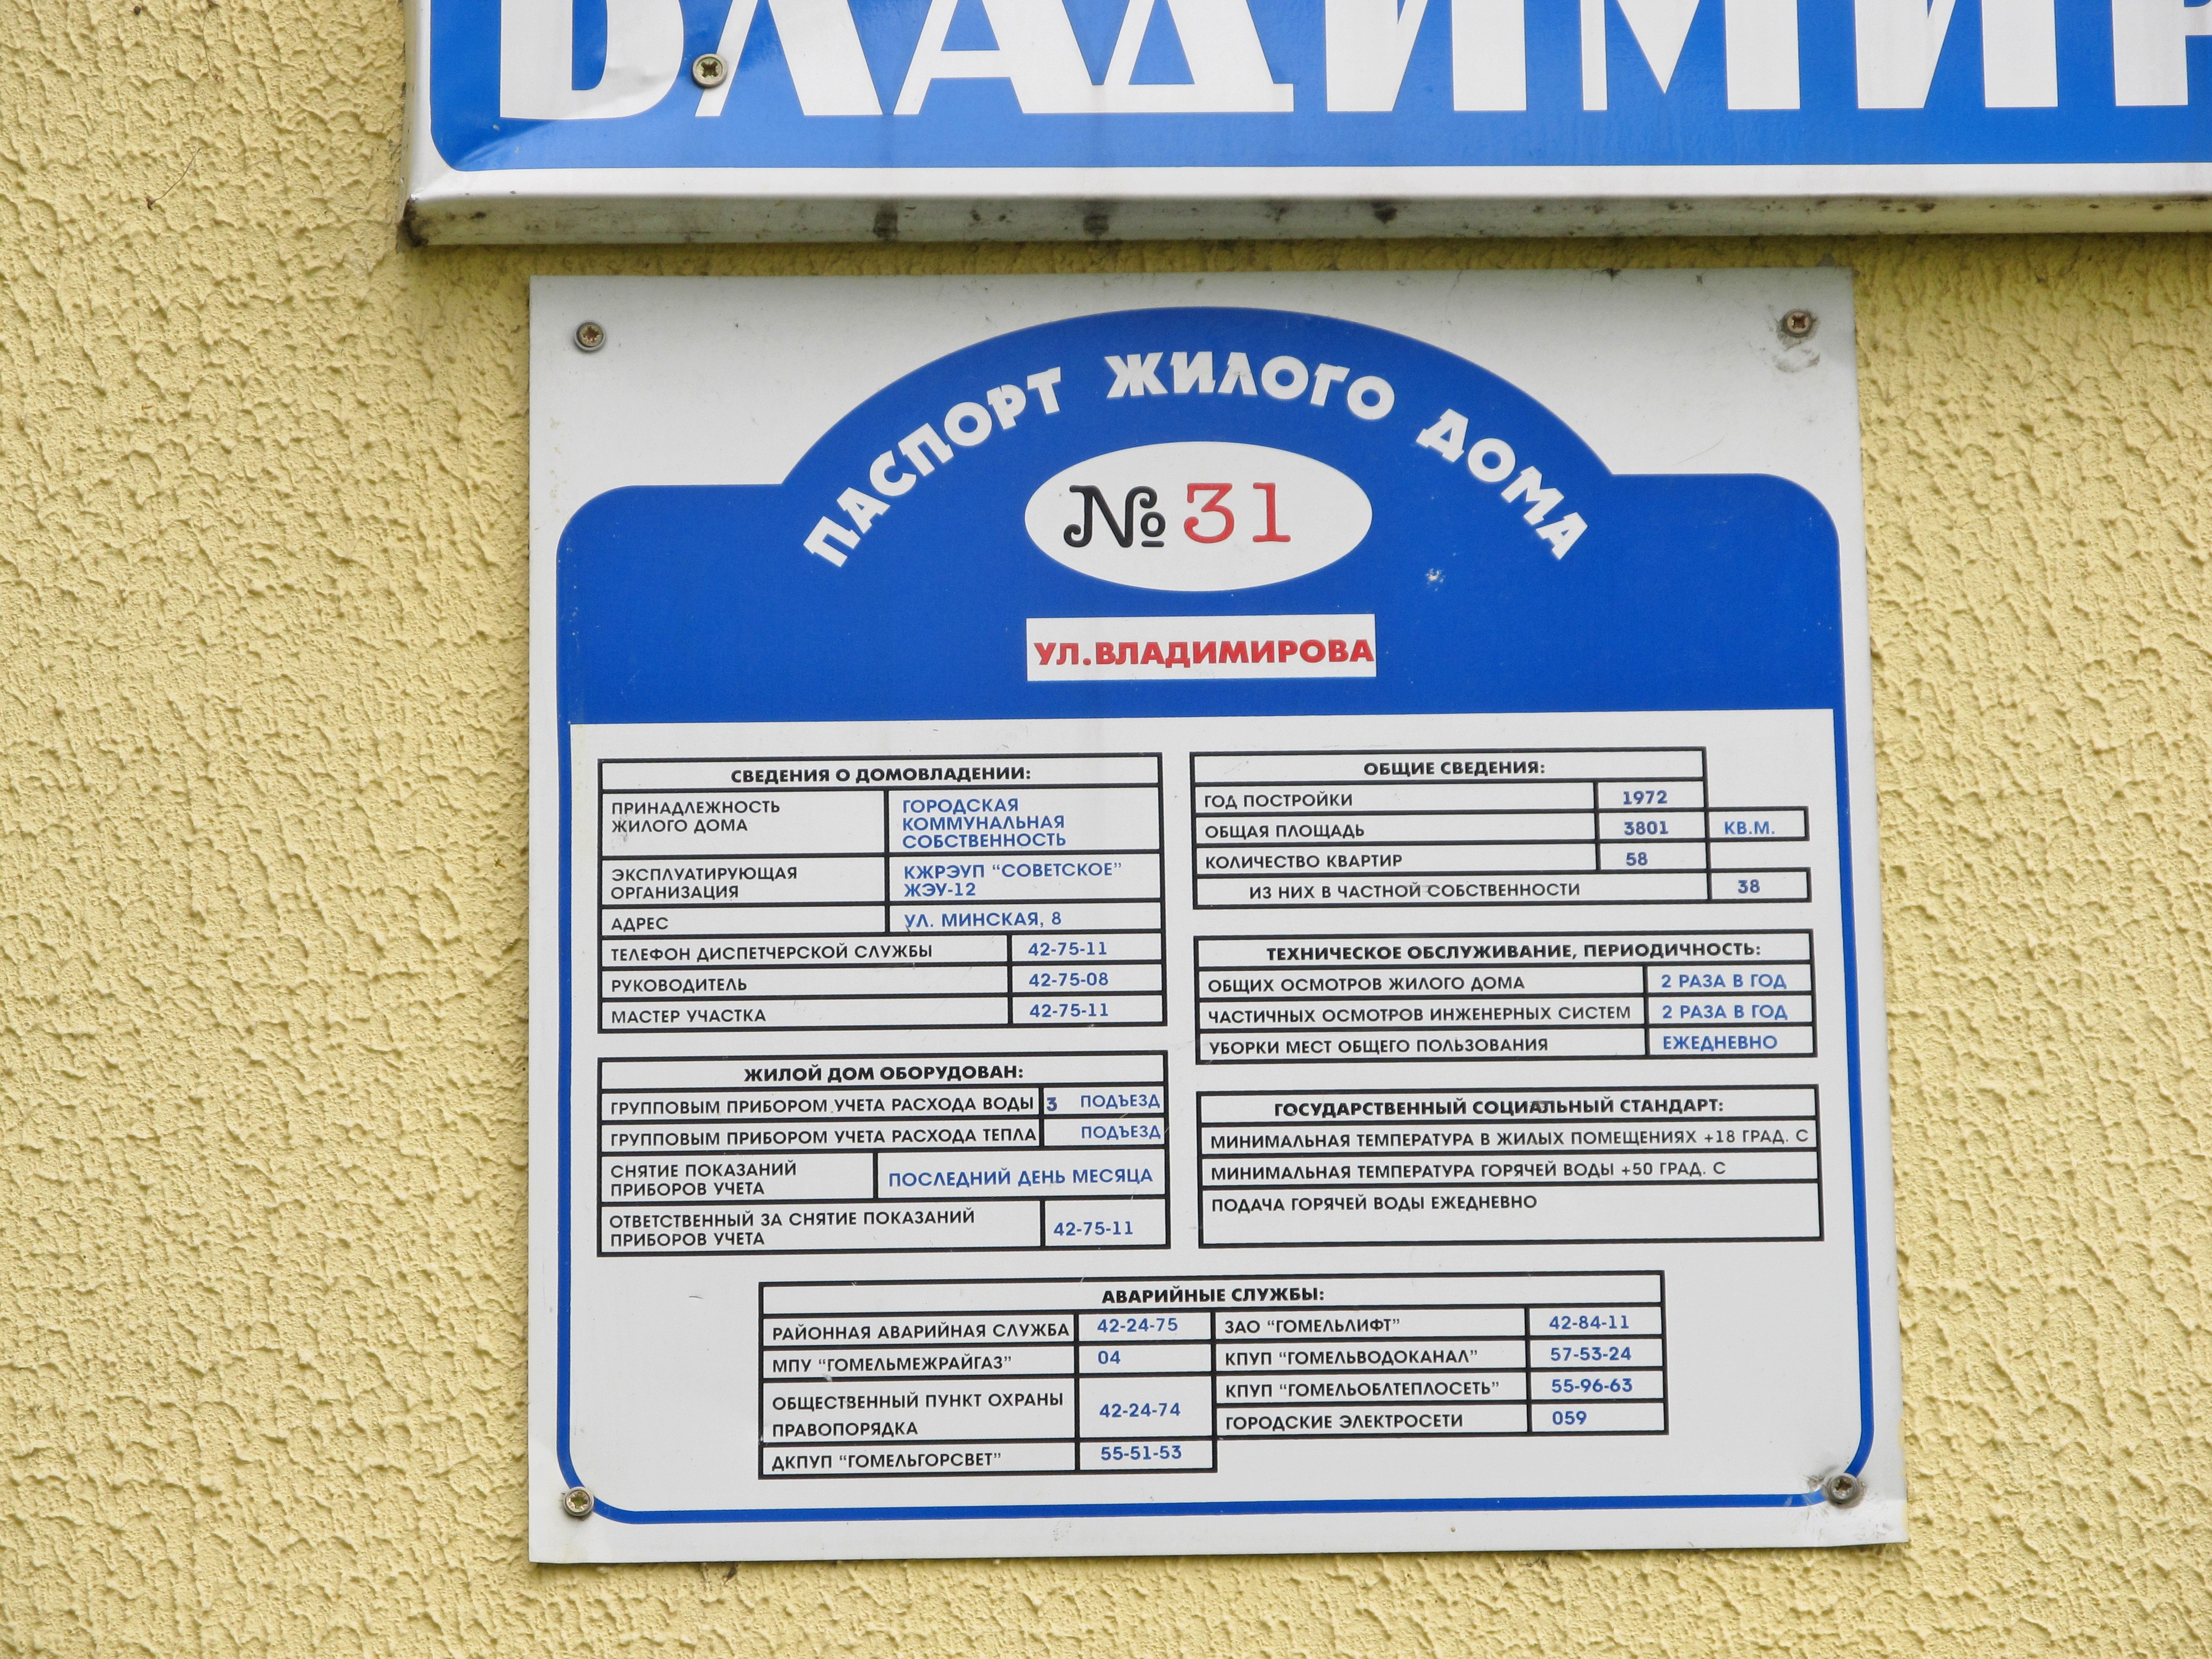 ВЛАДИМИР
ПАСПОРТ ЖИЛОГО ДОМА
№ 31
УЛ.ВЛАДИМИРОВА
СВЕДЕНИЯ О ДОМОВЛАДЕНИИ:
ПРИНАДЛЕЖНОСТЬ
ЖИЛОГО ДОМА
ГОРОДСКАЯ
КОММУНАЛЬНАЯ
СОБСТВЕННОСТЬ
ЭКСПЛУАТИРУЮЩАЯ
ОРГАНИЗАЦИЯ
КЖРЭУП “СОВЕТСКОЕ”
ЖЭУ-12
АДРЕС УЛ. МИНСКАЯ, 8
ТЕЛЕФОН ДИСПЕТЧЕРСКОЙ СЛУЖБЫ 42-75-11
РУКОВОДИТЕЛЬ 42-75-08
МАСТЕР УЧАСТКА 42-75-11
ЖИЛОЙ ДОМ ОБОРУДОВАН:
ГРУППОВЫМ ПРИБОРОМ УЧЕТА РАСХОДА ВОДЫ 3 ПОДЪЕЗД
ГРУППОВЫМ ПРИБОРОМ УЧЕТА РАСХОДА ТЕПЛА ПОДЪЕЗД
СНЯТИЕ ПОКАЗАНИЙ
ПРИБОРОВ УЧЕТА
ПОСЛЕДНИЙ ДЕНЬ МЕСЯЦА
ОТВЕТСТВЕННЫЙ ЗА СНЯТИЕ ПОКАЗАНИЙ
ПРИБОРОВ УЧЕТА
42-75-11
ОБЩИЕ СВЕДЕНИЯ:
ГОД ПОСТРОЙКИ 1972
ОБЩАЯ ПЛОЩАДЬ 3801 КВ.М.
КОЛИЧЕСТВО КВАРТИР 58
ИЗ НИХ В ЧАСТНОЙ СОБСТВЕННОСТИ 38
ТЕХНИЧЕСКОЕ ОБСЛУЖИВАНИЕ, ПЕРИОДИЧНОСТЬ:
ОБЩИХ ОСМОТРОВ ЖИЛОГО ДОМА 2 РАЗА В ГОД
ЧАСТИЧНЫХ ОСМОТРОВ ИНЖЕНЕРНЫХ СИСТЕМ 2 РАЗА В ГОД
УБОРКИ МЕСТ ОБЩЕГО ПОЛЬЗОВАНИЯ ЕЖЕДНЕВНО
ГОСУДАРСТВЕННЫЙ СОЦИАЛЬНЫЙ СТАНДАРТ:
МИНИМАЛЬНАЯ ТЕМПЕРАТУРА В ЖИЛЫХ ПОМЕЩЕНИЯХ +18 ГРАД. С
МИНИМАЛЬНАЯ ТЕМПЕРАТУРА ГОРЯЧЕЙ ВОДЫ +50 ГРАД. С
ПОДАЧА ГОРЯЧЕЙ ВОДЫ ЕЖЕДНЕВНО
АВАРИЙНЫЕ СЛУЖБЫ:
РАЙОННАЯ АВАРИЙНАЯ СЛУЖБА 42-24-75
МПУ “ГОМЕЛЬМЕЖРАЙГАЗ” 04
ОБЩЕСТВЕННЫЙ ПУНКТ ОХРАНЫ
ПРАВОПОРЯДКА
42-24-74
ДКПУП “ГОМЕЛЬГОРСВЕТ” 55-51-53
ЗАО “ГОМЕЛЬЛИФТ” 42-84-11
КПУП “ГОМЕЛЬВОДОКАНАЛ” 57-53-24
КПУП “ГОМЕЛЬОБЛТЕПЛОСЕТЬ” 55-96-63
ГОРОДСКИЕ ЭЛЕКТРОСЕТИ 059